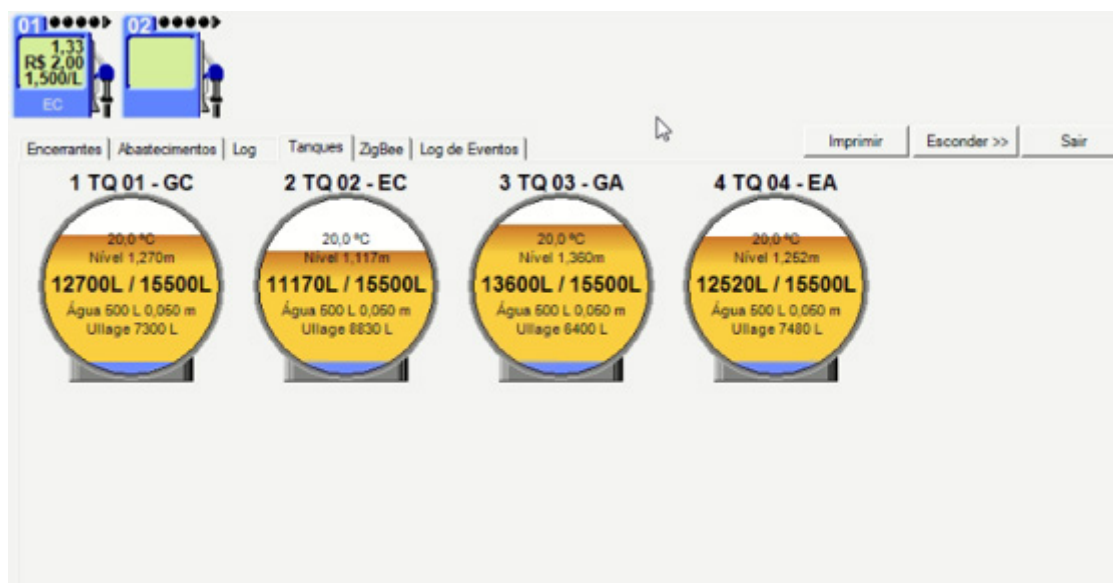 01
1,33
R$ 2,00
1,500/L
EC
02
Encerrantes Abastecimentos Log Tanques ZigBee Log de Eventos Imprimir Esconder >> Sair
1 TQ 01 - GC
20,0 ºC
Nível 1,270m
12700L / 15500L
Água 500 L 0,050 m
Ullage 7300 L
2 TQ 02 - EC
20,0 ºC
Nível 1,117m
11170L / 15500L
Água 500 L 0,050 m
Ullage 8830 L
3 TQ 03 - GA
20,0 ºC
Nível 1,360m
13600L / 15500L
Água 500 L 0,050 m
Ullage 6400 L
4 TQ 04 - EA
20,0 ºC
Nível 1,252m
12520L / 15500L
Água 500 L 0,050 m
Ullage 7480 L